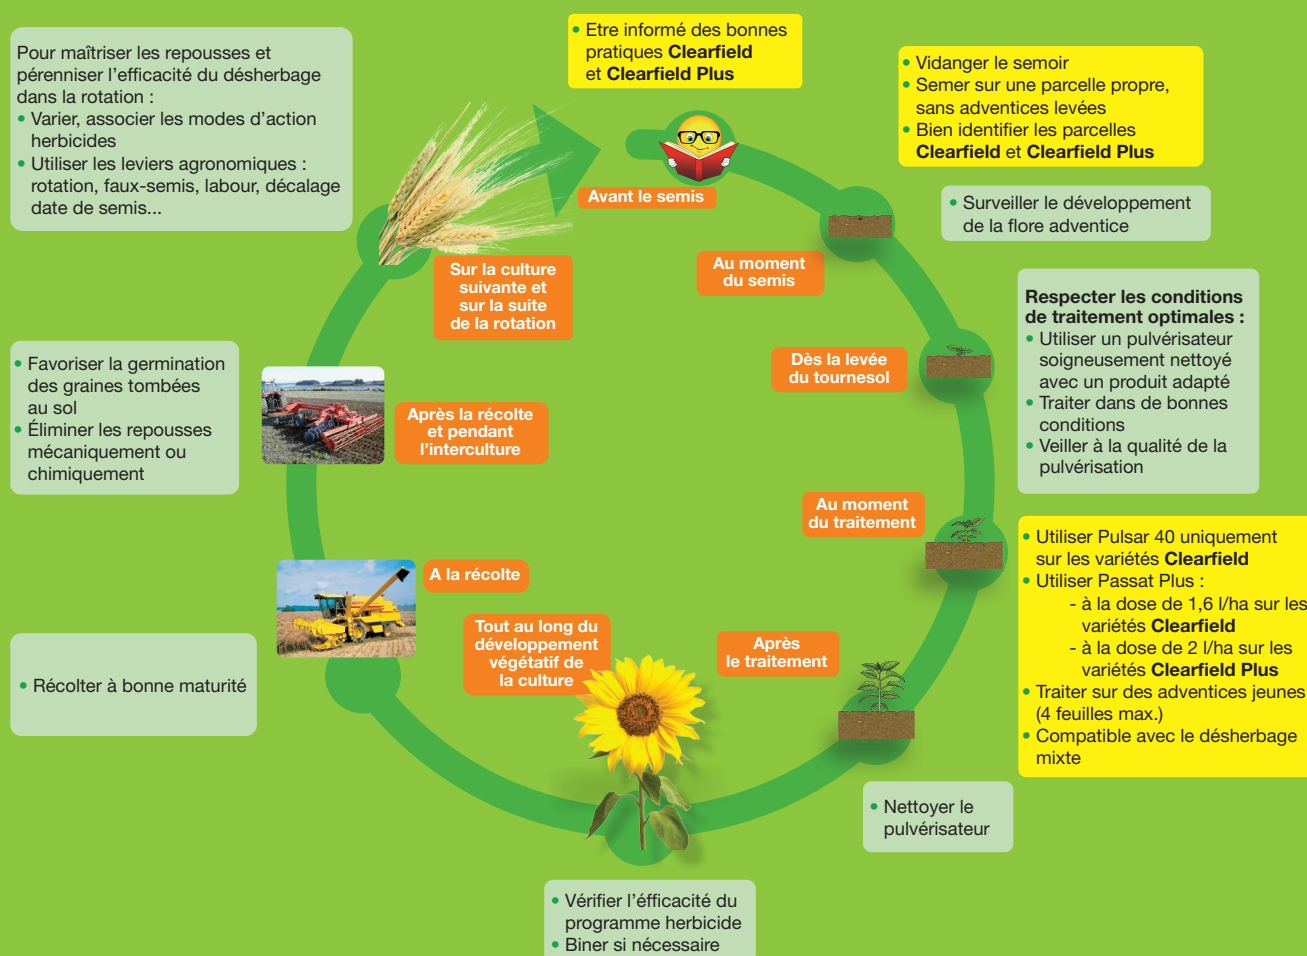 • Etre informé des bonnes
pratiques Clearfield
et Clearfield Plus
Avant le semis
• Vidanger le semoir
• Semer sur une parcelle propre,
sans adventices levées
• Bien identifier les parcelles
Clearfield et Clearfield Plus
Au moment
du semis
• Surveiller le développement
de la flore adventice
Dès la levée
du tournesol
Respecter les conditions
de traitement optimales :
• Utiliser un pulvérisateur
soigneusement nettoyé
avec un produit adapté
• Traiter dans de bonnes
conditions
• Veiller à la qualité de la
pulvérisation
Au moment
du traitement
• Utiliser Pulsar 40 uniquement
sur les variétés Clearfield
• Utiliser Passat Plus :
- à la dose de 1,6 l/ha sur les
variétés Clearfield
- à la dose de 2 l/ha sur les
variétés Clearfield Plus
• Traiter sur des adventices jeunes
(4 feuilles max.)
• Compatible avec le désherbage
mixte
Après
le traitement
• Nettoyer le
pulvérisateur
Tout au long du
développement
végétatif de
la culture
• Vérifier l'éfficacité du
programme herbicide
• Biner si nécessaire
A la récolte
• Récolter à bonne maturité
Après la récolte
et pendant
l'interculture
• Favoriser la germination
des graines tombées
au sol
• Éliminer les repousses
mécaniquement ou
chimiquement
Sur la culture
suivante et
sur la suite
de la rotation
Pour maîtriser les repousses et
pérenniser l'efficacité du désherbage
dans la rotation :
• Varier, associer les modes d'action
herbicides
• Utiliser les leviers agronomiques :
rotation, faux-semis, labour, décalage
date de semis...